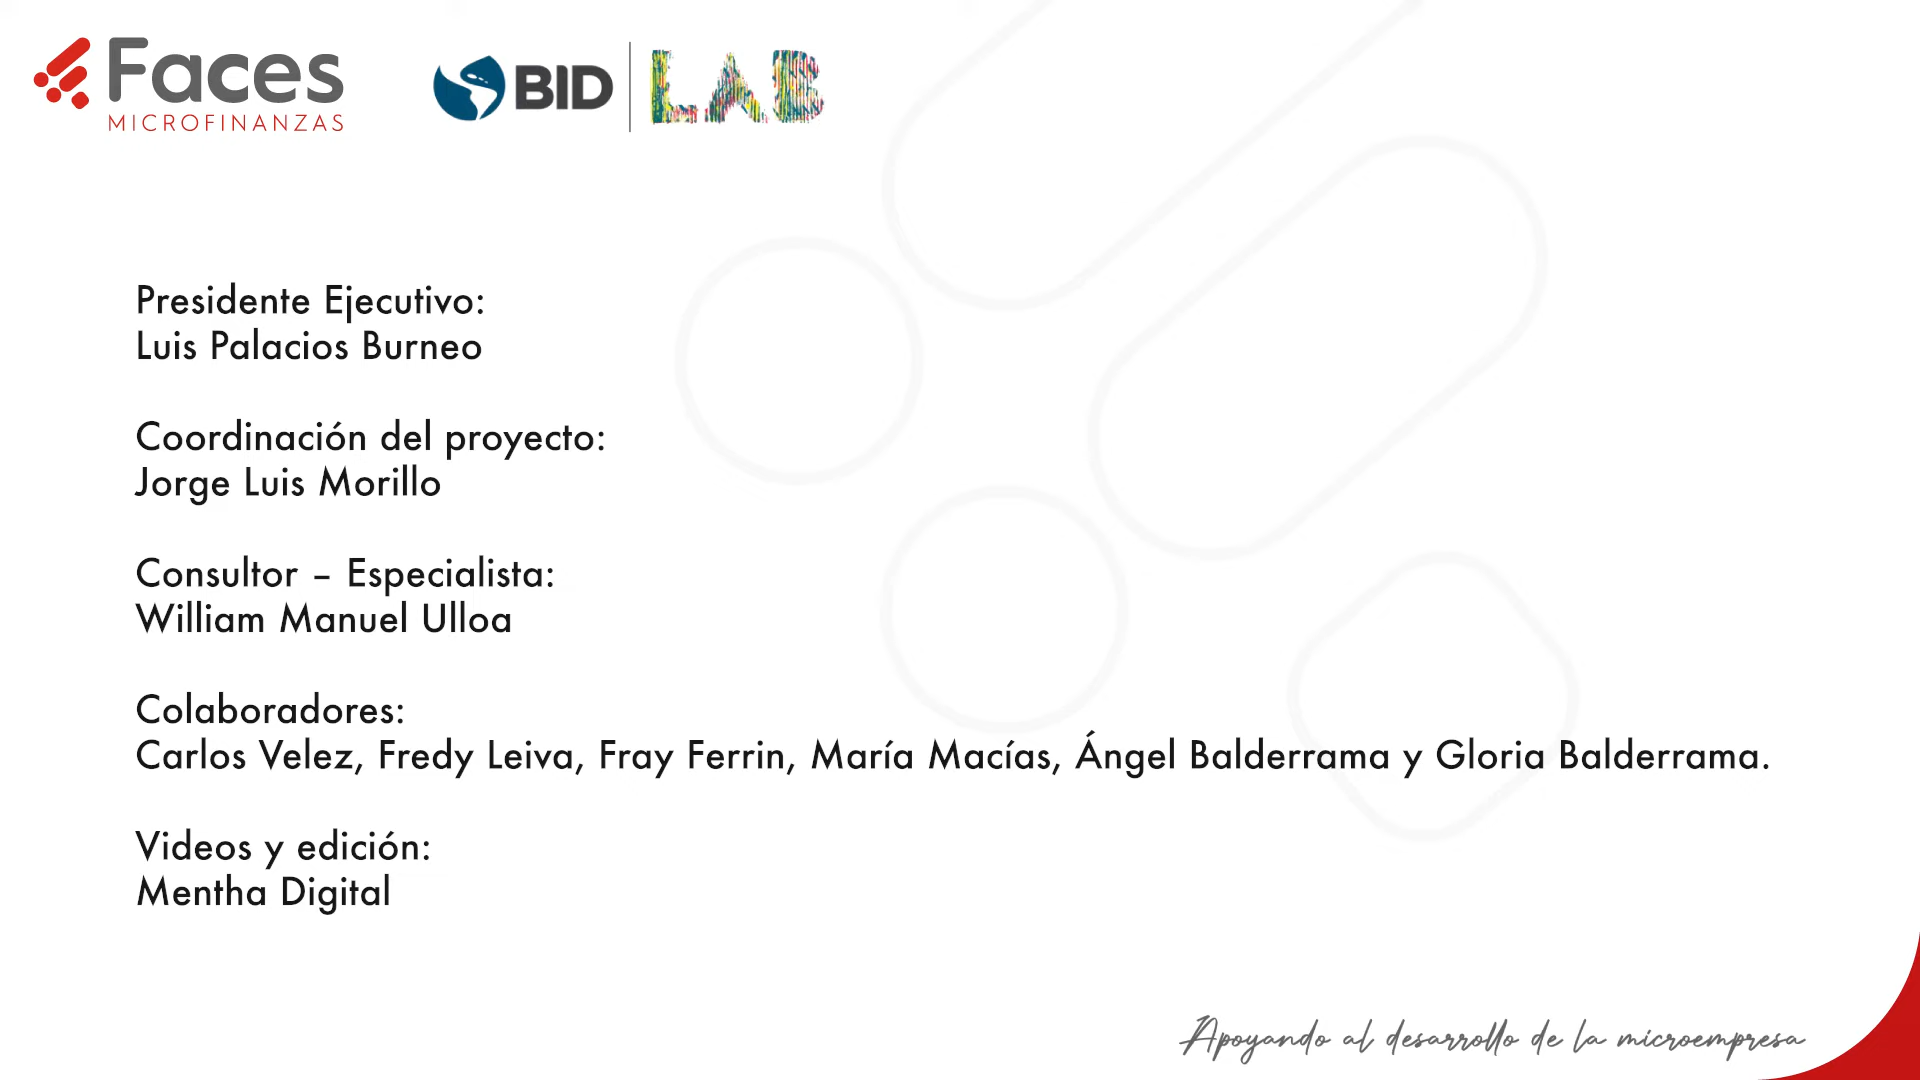 Faces
MICROFINANZAS
BID LAB
Presidente Ejecutivo:
Luis Palacios Burneo
Coordinación del proyecto:
Jorge Luis Morillo
Consultor – Especialista:
William Manuel Ulloa
Colaboradores:
Carlos Velez, Fredy Leiva, Fray Ferrin, María Macías, Ángel Balderrama y Gloria Balderrama.
Videos y edición:
Mentha Digital
Apoyando al desarrollo de la microempresa